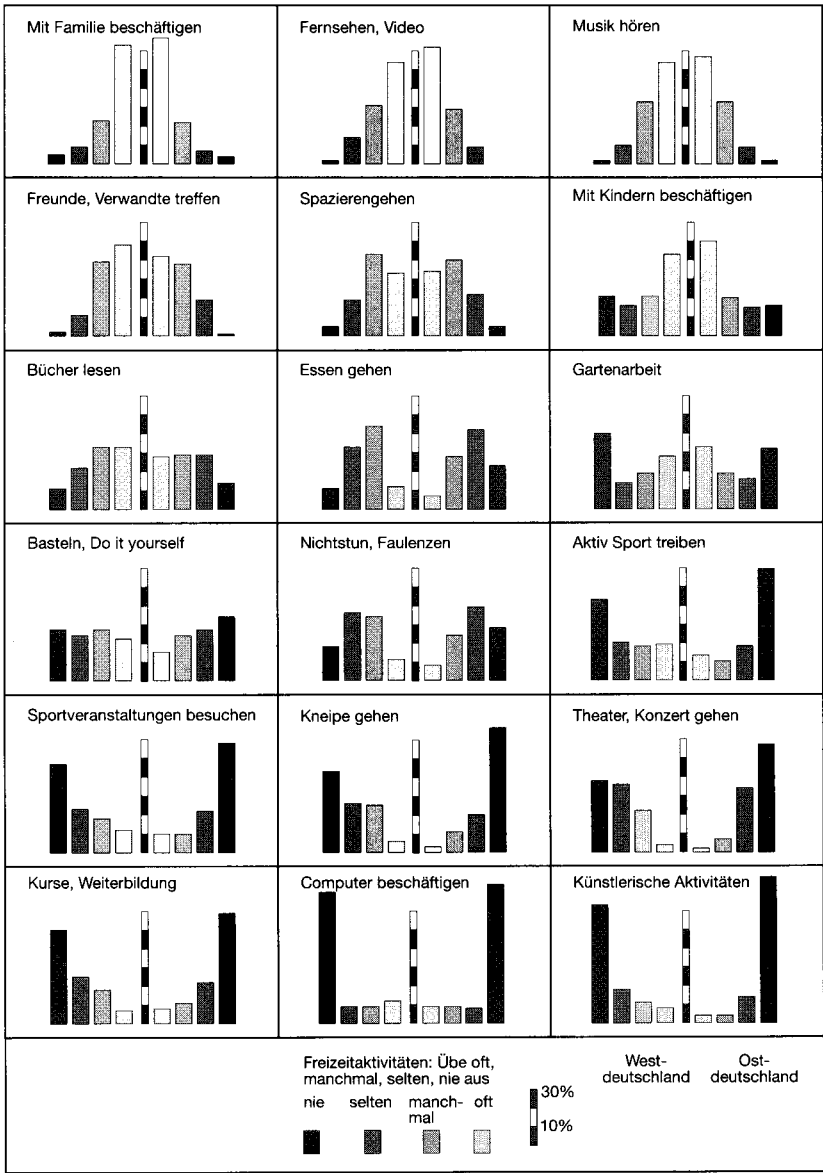 Mit Familie beschäftigen
Fernsehen, Video
Musik hören
Freunde, Verwandte treffen
Spazierengehen
Mit Kindern beschäftigen
Bücher lesen
Essen gehen
Gartenarbeit
Basteln, Do it yourself
Nichtstun, Faulenzen
Aktiv Sport treiben
Sportveranstaltungen besuchen
Kneipe gehen
Theater, Konzert gehen
Kurse, Weiterbildung
Computer beschäftigen
Künstlerische Aktivitäten
Freizeitaktivitäten: Übe oft,
manchmal, selten, nie aus
nie selten manch- oft
mal
30%
10%
West-
deutschland
Ost-
deutschland